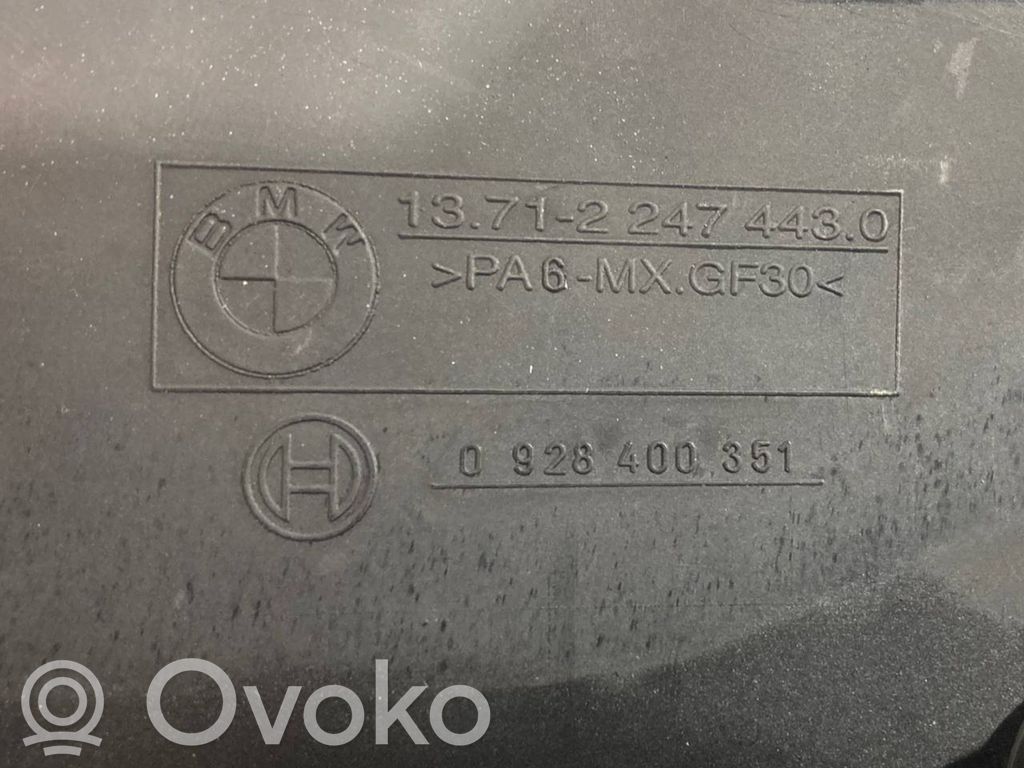 BMW
13.71-2 247 443.0
>PA6-MX.GF30<
0 928 400 351
Ovoko